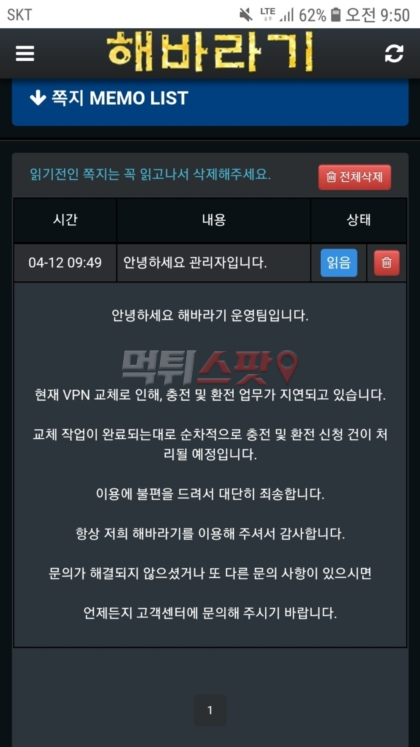 SKT LTE 62% 오전 9:50
해바라기
쪽지 MEMO LIST
읽기전인 쪽지는 꼭 읽고나서 삭제해주세요. 전체삭제
시간 내용 상태
04-12 09:49 안녕하세요 관리자입니다. 읽음
안녕하세요 해바라기 운영팀입니다.
먹튀스팟
현재 VPN 교체로 인해, 충전 및 환전 업무가 지연되고 있습니다.
교체 작업이 완료되는대로 순차적으로 충전 및 환전 신청 건이 처
리될 예정입니다.
이용에 불편을 드려서 대단히 죄송합니다.
항상 저희 해바라기를 이용해 주셔서 감사합니다.
문의가 해결되지 않으셨거나 또 다른 문의 사항이 있으시면
언제든지 고객센터에 문의해 주시기 바랍니다.
1